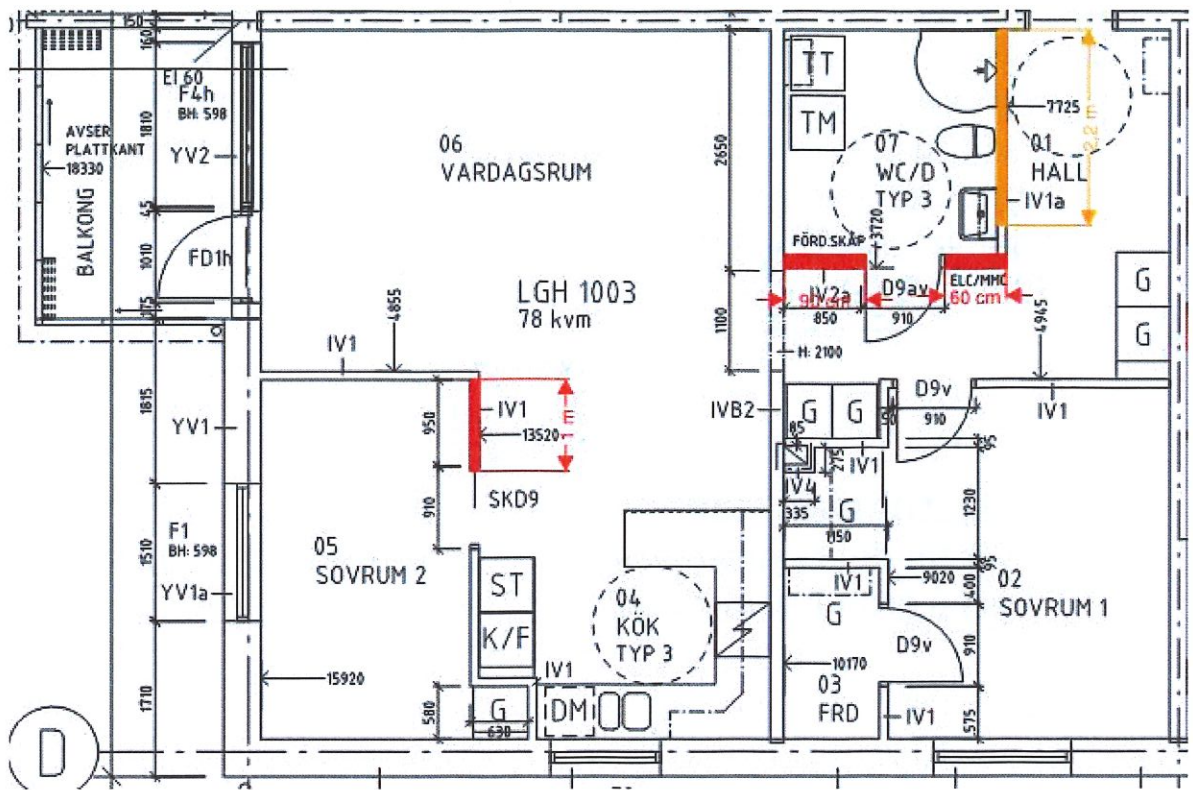 150
160
EI 60
F4h
BH: 598
1810
AVSER
PLATTKANT
18330
YV2
BALKONG
45
1010
FD1h
175
06
VARDAGSRUM
2650
TT
TM
07
WC/D
TYP 3
7725
01
HALL
2,2 m
IV1a
3720
FÖRD.SKÅP
LGH 1003
78 kvm
4855
1100
IV2a
850
D9av
910
ELC/MMC
60 cm
4945
G
G
H: 2100
IV1
1815
YV1
950
IV1
13520
1 m
IVB2
G
G
D9v
90
910
IV1
85
275
IV1
95
IV4
335
G
1150
1230
SKD9
910
F1
BH: 598
1510
YV1a
05
SOVRUM 2
ST
K/F
04
KÖK
TYP 3
IV1
95
9020
400
02
SOVRUM 1
G
D9v
910
15920
IV1
10170
03
FRD
IV1
575
1710
580
G
630
DM
D